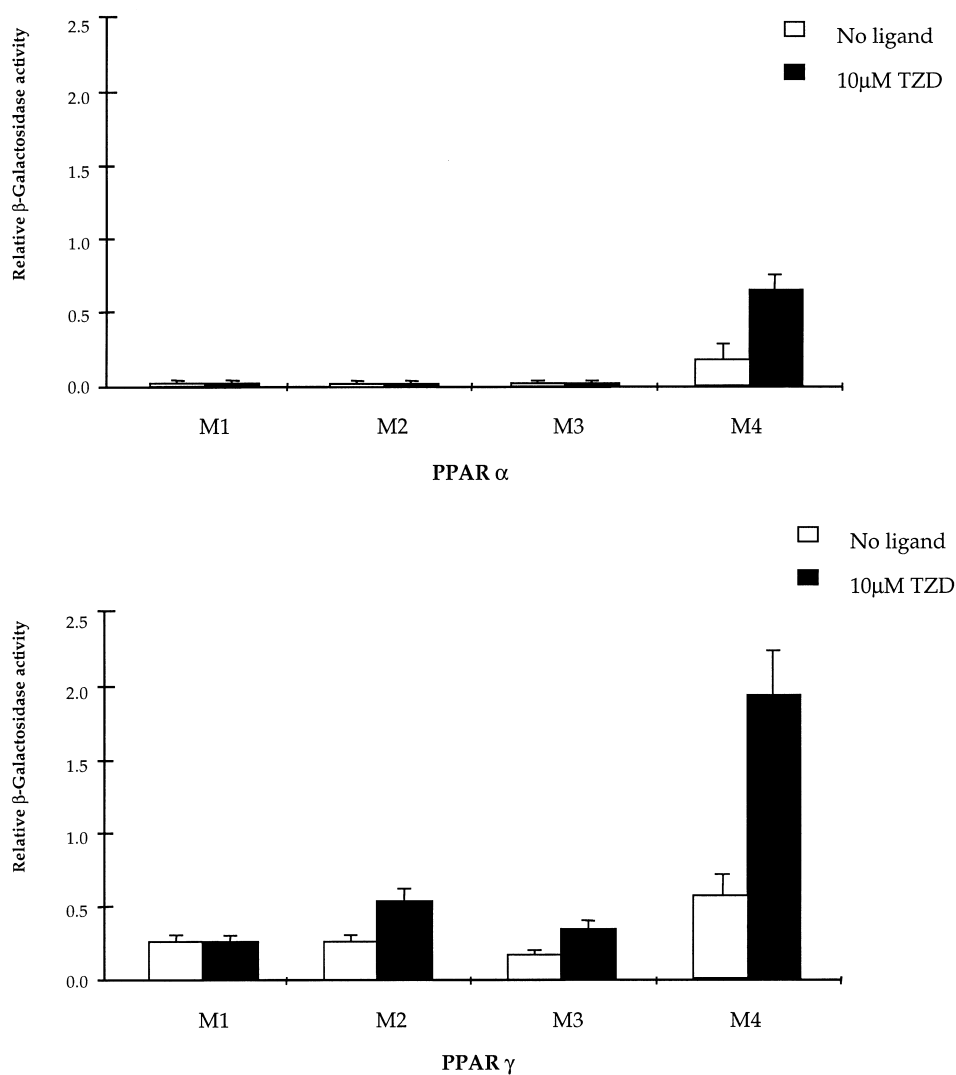 Relative β-Galactosidase activity
2.5
2.0
1.5
1.0
0.5
0.0
No ligand
10µM TZD
M1 M2 M3 M4
PPAR α
Relative β-Galactosidase activity
2.5
2.0
1.5
1.0
0.5
0.0
No ligand
10µM TZD
M1 M2 M3 M4
PPAR γ